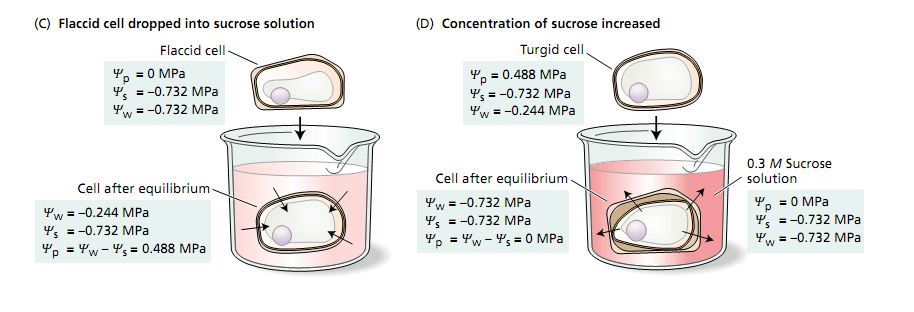 (C) Flaccid cell dropped into sucrose solution
Flaccid cell
Ψp = 0 MPa
Ψs = –0.732 MPa
Ψw = –0.732 MPa
Cell after equilibrium
Ψw = –0.244 MPa
Ψs = –0.732 MPa
Ψp = Ψw – Ψs = 0.488 MPa
(D) Concentration of sucrose increased
Turgid cell
Ψp = 0.488 MPa
Ψs = –0.732 MPa
Ψw = –0.244 MPa
Cell after equilibrium
Ψw = –0.732 MPa
Ψs = –0.732 MPa
Ψp = Ψw – Ψs = 0 MPa
0.3 M Sucrose
solution
Ψp = 0 MPa
Ψs = –0.732 MPa
Ψw = –0.732 MPa